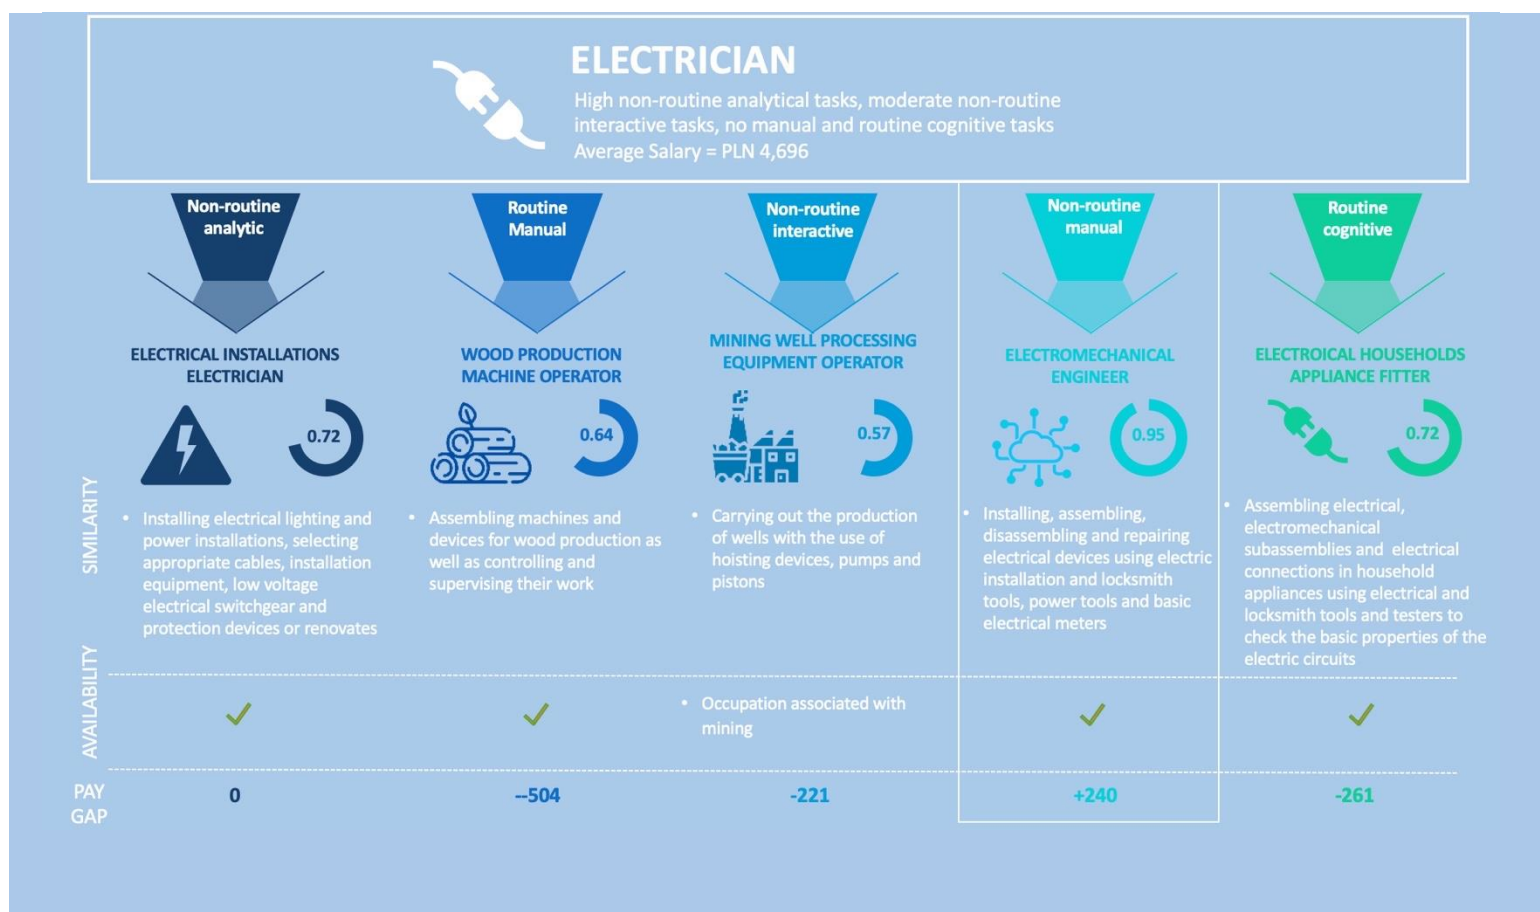 ELECTRICIAN
High non-routine analytical tasks, moderate non-routine
interactive tasks, no manual and routine cognitive tasks
Average Salary = PLN 4,696
Non-routine
analytic
Routine
Manual
Non-routine
interactive
Non-routine
manual
Routine
cognitive
ELECTRICAL INSTALLATIONS
ELECTRICIAN
WOOD PRODUCTION
MACHINE OPERATOR
MINING WELL PROCESSING
EQUIPMENT OPERATOR
ELECTROMECHANICAL
ENGINEER
ELECTROICAL HOUSEHOLDS
APPLIANCE FITTER
SIMILARITY
0.72
0.64
0.57
0.95
0.72
• Installing electrical lighting and
power installations, selecting
appropriate cables, installation
equipment, low voltage
electrical switchgear and
protection devices or renovates
• Assembling machines and
devices for wood production as
well as controlling and
supervising their work
• Carrying out the production
of wells with the use of
hoisting devices, pumps and
pistons
• Installing, assembling,
disassembling and repairing
electrical devices using electric
installation and locksmith
tools, power tools and basic
electrical meters
• Assembling electrical,
electromechanical
subassemblies and electrical
connections in household
appliances using electrical and
locksmith tools and testers to
check the basic properties of the
electric circuits
AVAILABILITY
• Occupation associated with
mining
PAY
GAP
0
--504
-221
+240
-261